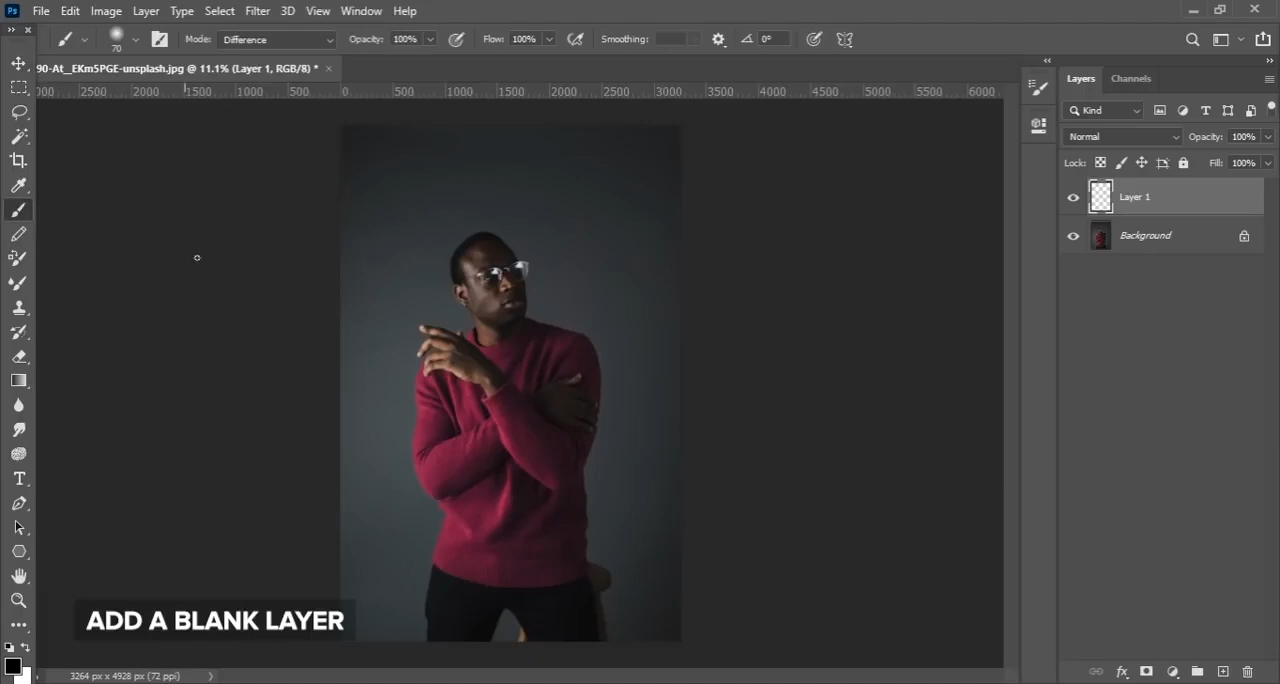 Ps File Edit Image Layer Type Select Filter 3D View Window Help
70 Mode: Difference Opacity: 100% Flow: 100% Smoothing: 0°
90-At_EKm5PGE-unsplash.jpg @ 11.1% (Layer 1, RGB/8) * ×
000 2500 2000 1500 1000 500 0 500 1000 1500 2000 2500 3000 3500 4000 4500 5000 5500 6000
Layers Channels
Kind
Normal Opacity: 100%
Lock: Fill: 100%
Layer 1
Background
ADD A BLANK LAYER
3264 px x 4928 px (72 ppi)